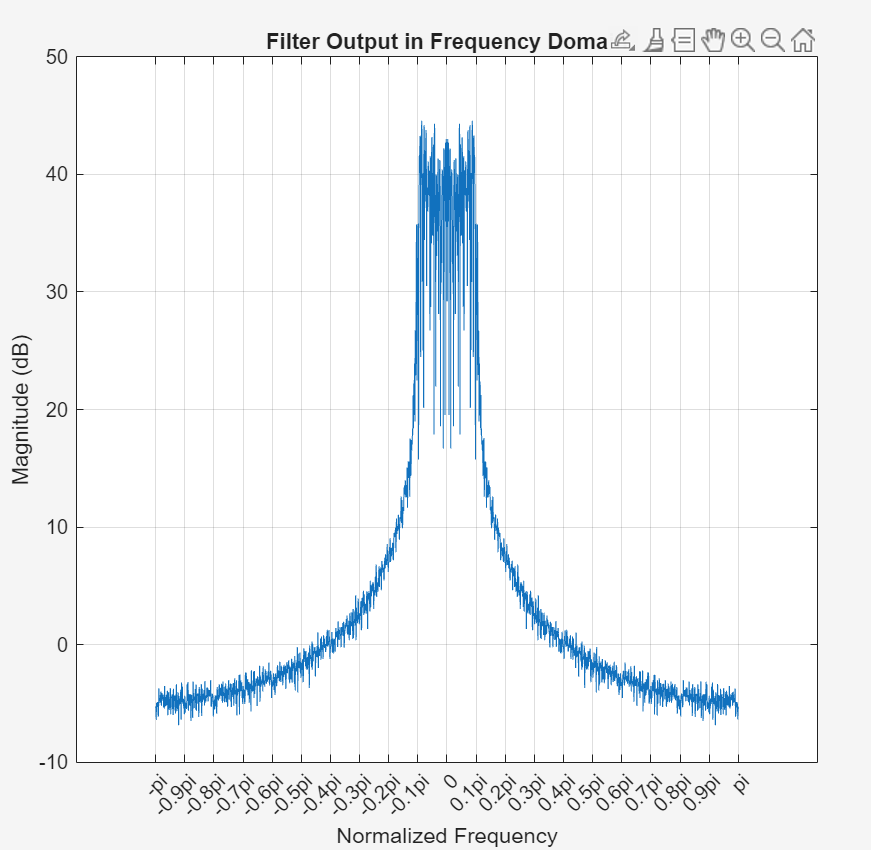 Filter Output in Frequency Doma
50
40
30
20
10
0
-10
Magnitude (dB)
-pi
-0.9pi
-0.8pi
-0.7pi
-0.6pi
-0.5pi
-0.4pi
-0.3pi
-0.2pi
-0.1pi
0
0.1pi
0.2pi
0.3pi
0.4pi
0.5pi
0.6pi
0.7pi
0.8pi
0.9pi
pi
Normalized Frequency